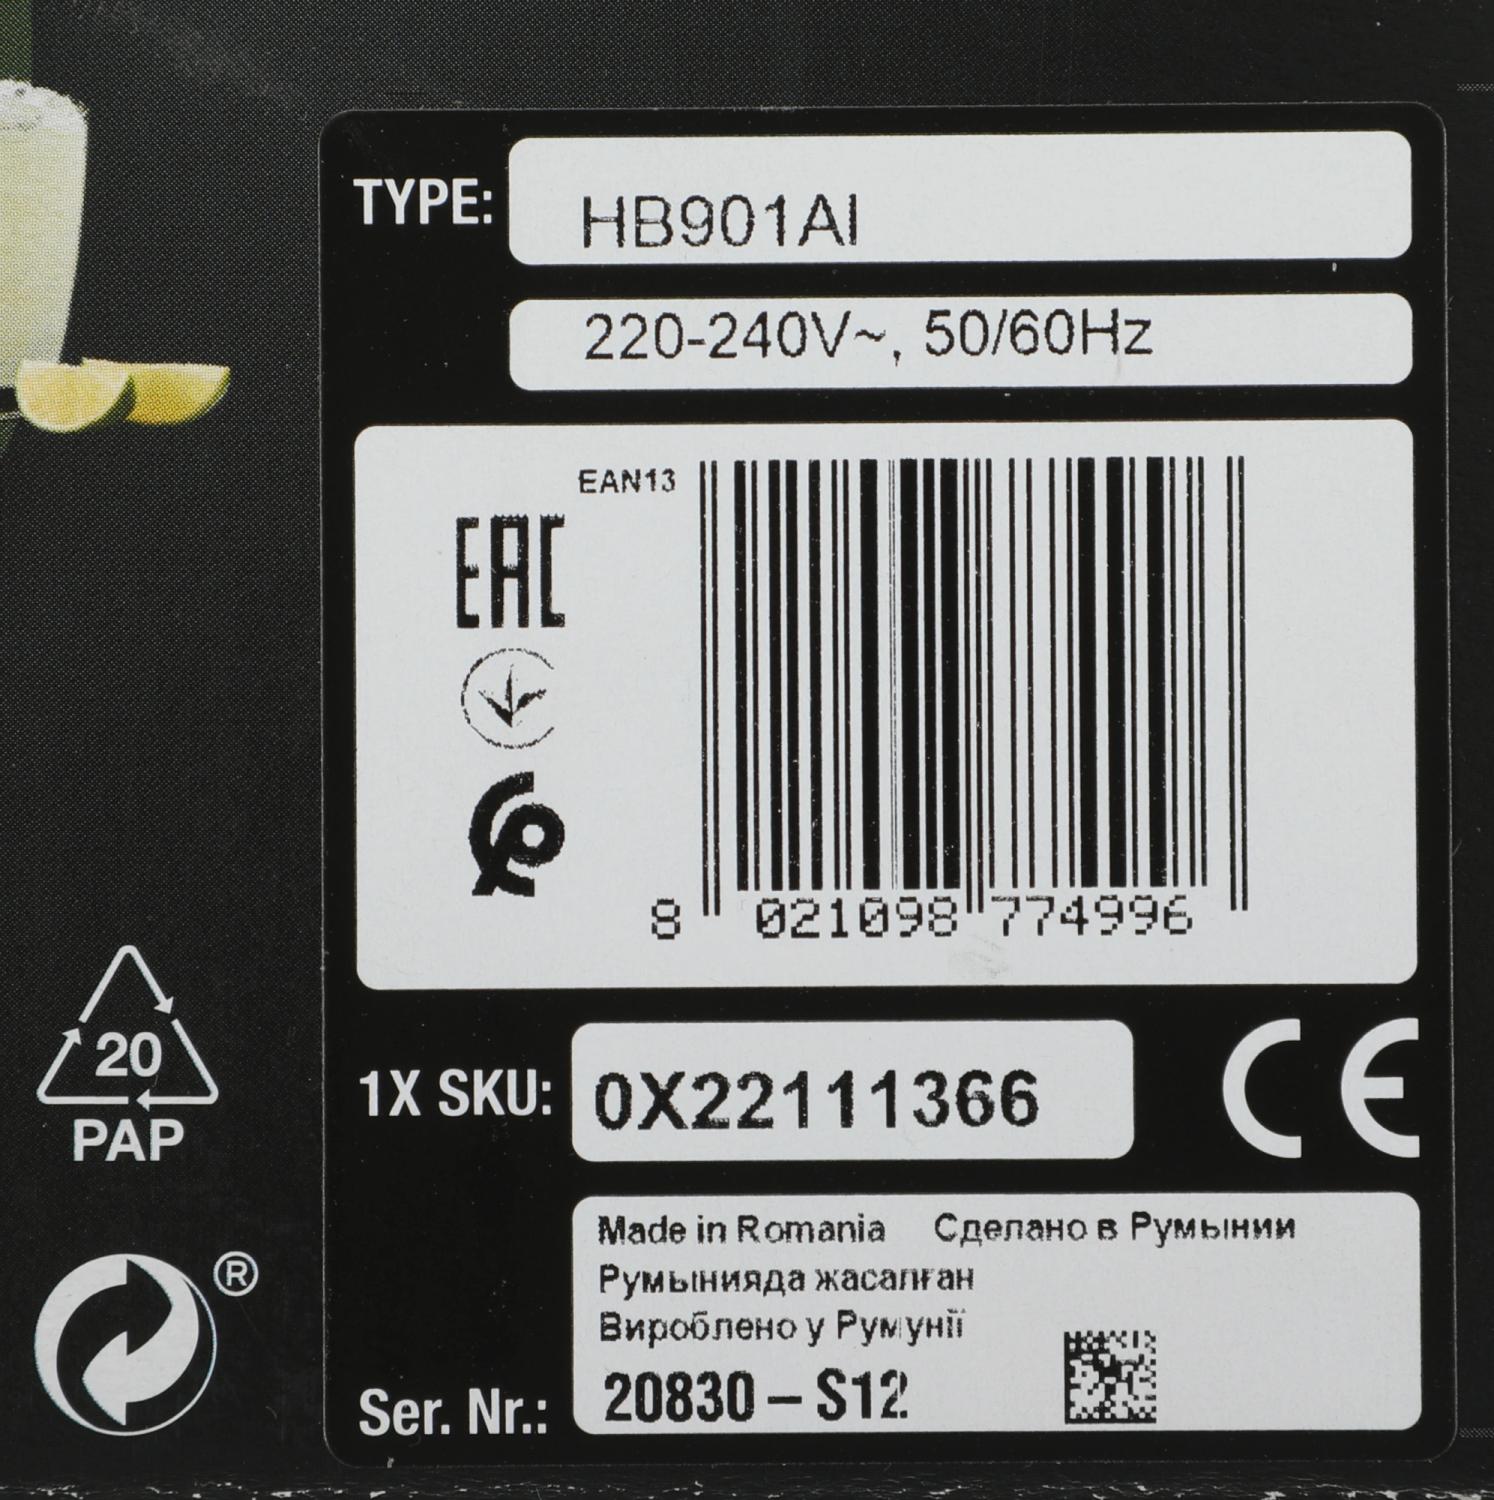 TYPE: HB901AI
220-240V~, 50/60Hz
EAN13
EAC
8 021098 774996
1X SKU: 0X22111366
CE
Made in Romania Сделано в Румынии
Румынияда жасалған
Вироблено у Румунії
Ser. Nr.: 20830 – S12
20
PAP
®